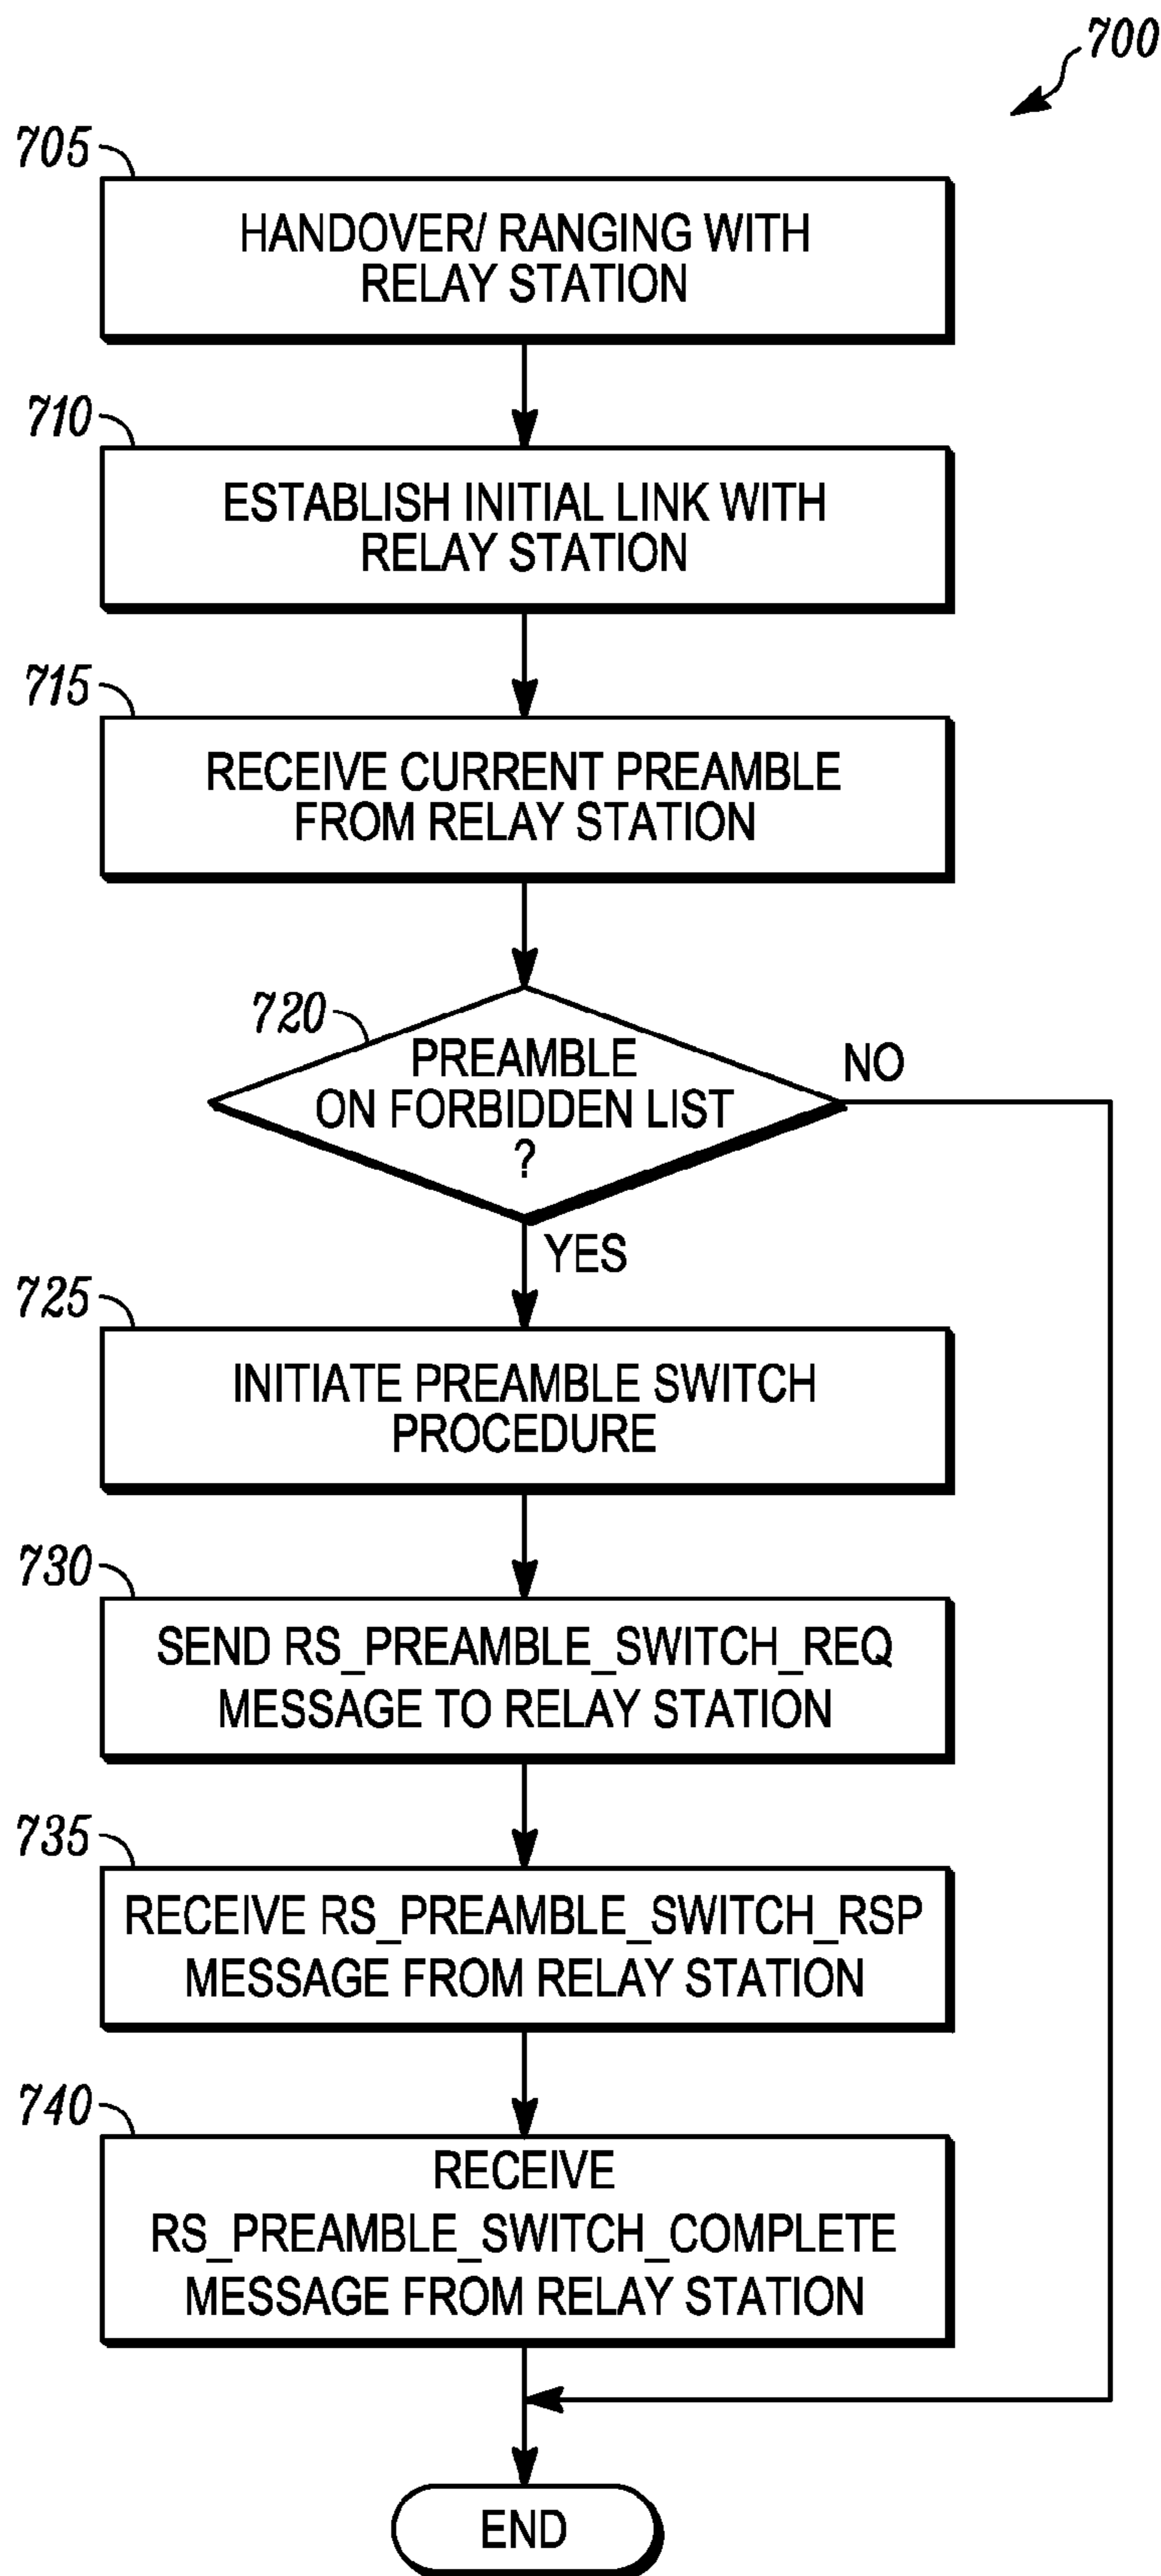 700
705
HANDOVER/ RANGING WITH
RELAY STATION
710
ESTABLISH INITIAL LINK WITH
RELAY STATION
715
RECEIVE CURRENT PREAMBLE
FROM RELAY STATION
720
PREAMBLE
ON FORBIDDEN LIST
?
NO
YES
725
INITIATE PREAMBLE SWITCH
PROCEDURE
730
SEND RS_PREAMBLE_SWITCH_REQ
MESSAGE TO RELAY STATION
735
RECEIVE RS_PREAMBLE_SWITCH_RSP
MESSAGE FROM RELAY STATION
740
RECEIVE
RS_PREAMBLE_SWITCH_COMPLETE
MESSAGE FROM RELAY STATION
END